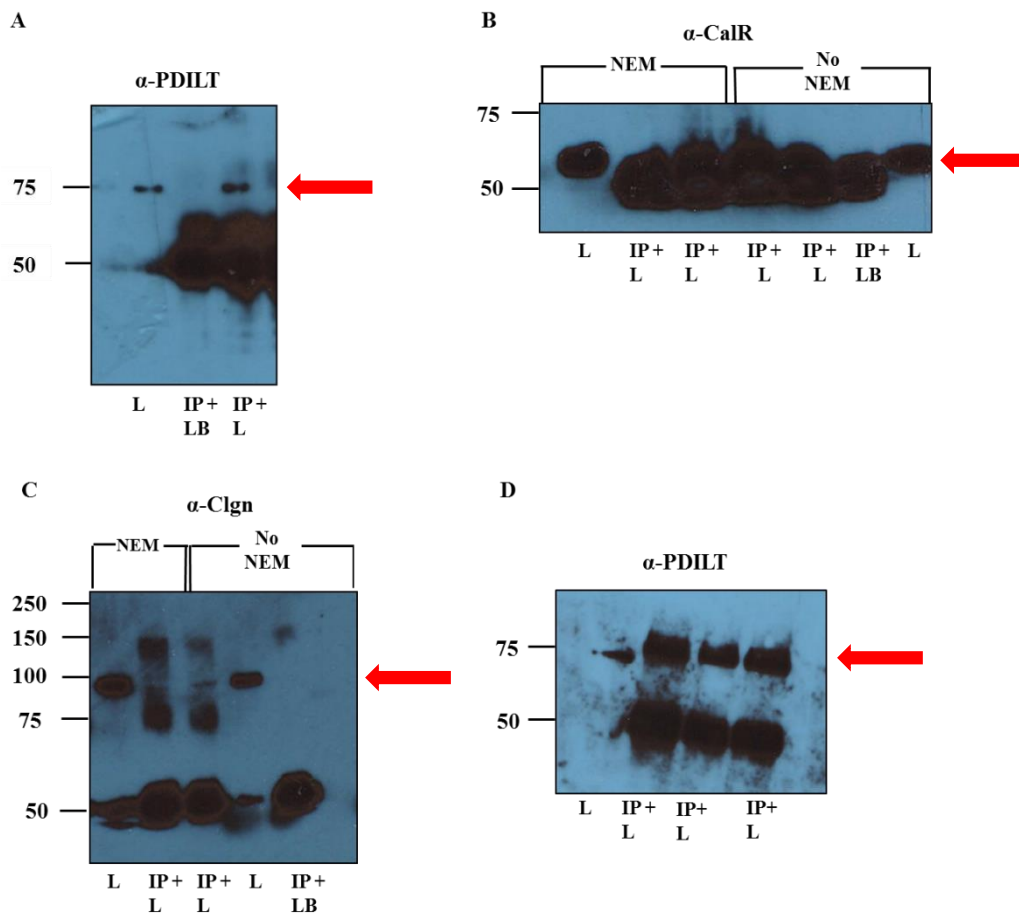 A
α-PDILT
75
50
L IP + IP +
LB L
B
α-CalR
NEM No
NEM
75
50
L IP + IP + IP + IP + IP + L
L L L L LB
C
α-Clgn
NEM No
NEM
250
150
100
75
50
L IP + IP + L IP +
L L LB
D
α-PDILT
75
50
L IP + IP + IP+
L L L